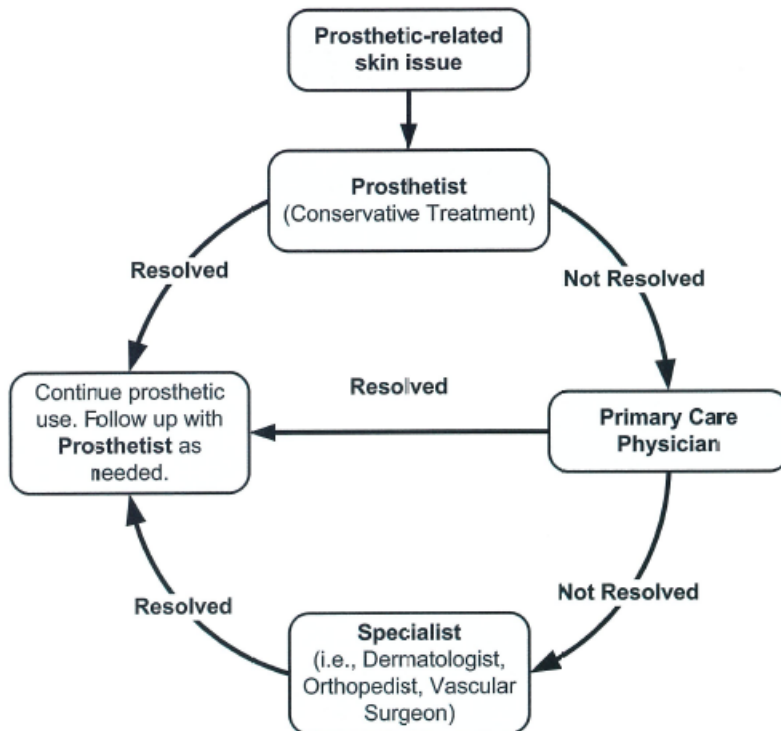 Prosthetic-related
skin issue
Prosthetist
(Conservative Treatment)
Resolved
Not Resolved
Continue prosthetic
use. Follow up with
Prosthetist as
needed.
Resolved
Primary Care
Physician
Resolved
Not Resolved
Specialist
(i.e., Dermatologist,
Orthopedist, Vascular
Surgeon)